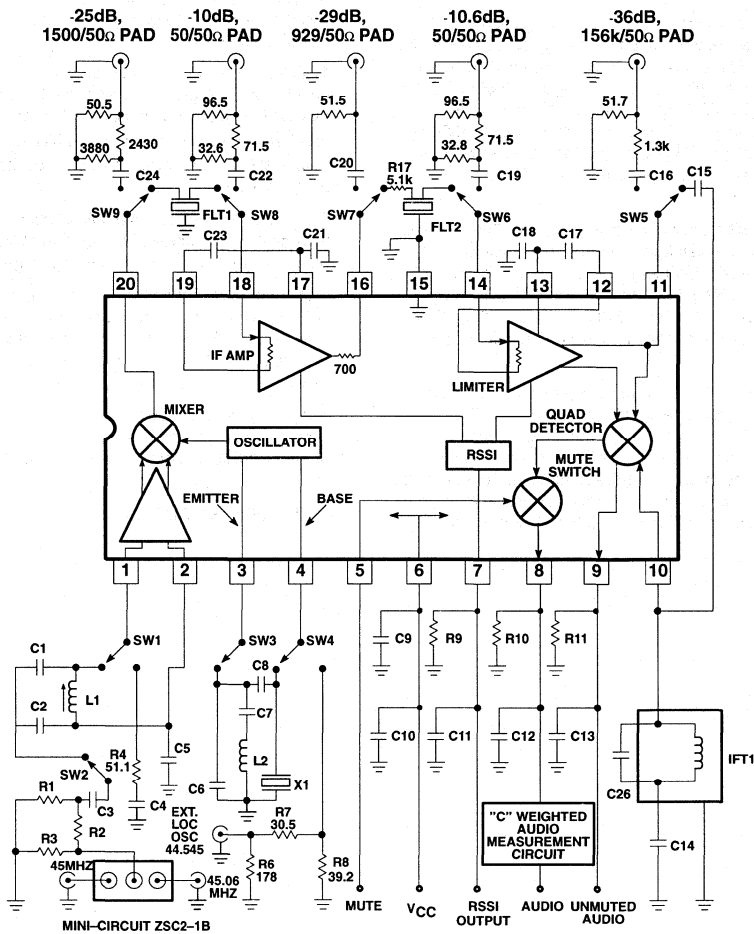 -25dB,
1500/50Ω PAD
-10dB,
50/50Ω PAD
-29dB
929/50Ω PAD
-10.6dB,
50/50Ω PAD
-36dB
156k/50Ω PAD
50.5
2430
3880
C24
96.5
32.6
71.5
C22
51.5
C20
R17
5.1k
96.5
32.8
71.5
C19
51.7
1.3k
C16
C15
SW9
FLT1
SW8
SW7
FLT2
SW6
SW5
C23
C21
C18
C17
20
19
18
17
16
15
14
13
12
11
IF AMP
700
LIMITER
MIXER
OSCILLATOR
RSSI
QUAD
DETECTOR
MUTE
SWITCH
EMITTER
BASE
1
2
3
4
5
6
7
8
9
10
SW1
SW3
SW4
C9
R9
R10
R11
C1
L1
C2
C8
C7
C5
R4
51.1
SW2
L2
X1
C6
C10
C11
C12
C13
IFT1
C26
R1
C3
C4
R2
R3
EXT.
LOC
OSC
44.545
R7
30.5
R6
178
R8
39.2
"C" WEIGHTED
AUDIO
MEASUREMENT
CIRCUIT
C14
45MHZ
45.06
MHZ
MINI–CIRCUIT ZSC2–1B
MUTE
VCC
RSSI
OUTPUT
AUDIO
UNMUTED
AUDIO